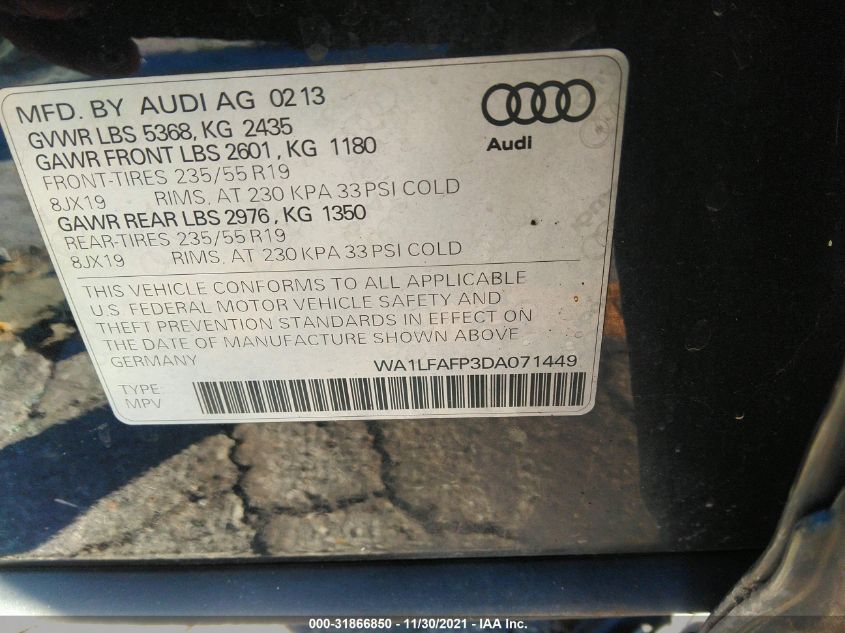 MFD. BY AUDI AG 0213
GVWR LBS 5368, KG 2435
GAWR FRONT LBS 2601, KG 1180
FRONT-TIRES 235/55 R19
8JX19 RIMS, AT 230 KPA 33 PSI COLD
GAWR REAR LBS 2976, KG 1350
REAR-TIRES 235/55 R19
8JX19 RIMS, AT 230 KPA 33 PSI COLD
Audi
THIS VEHICLE CONFORMS TO ALL APPLICABLE
U.S. FEDERAL MOTOR VEHICLE SAFETY AND
THEFT PREVENTION STANDARDS IN EFFECT ON
THE DATE OF MANUFACTURE SHOWN ABOVE
GERMANY WA1LFAFP3DA071449
TYPE:
MPV
000-31866850 - 11/30/2021 - IAA Inc.